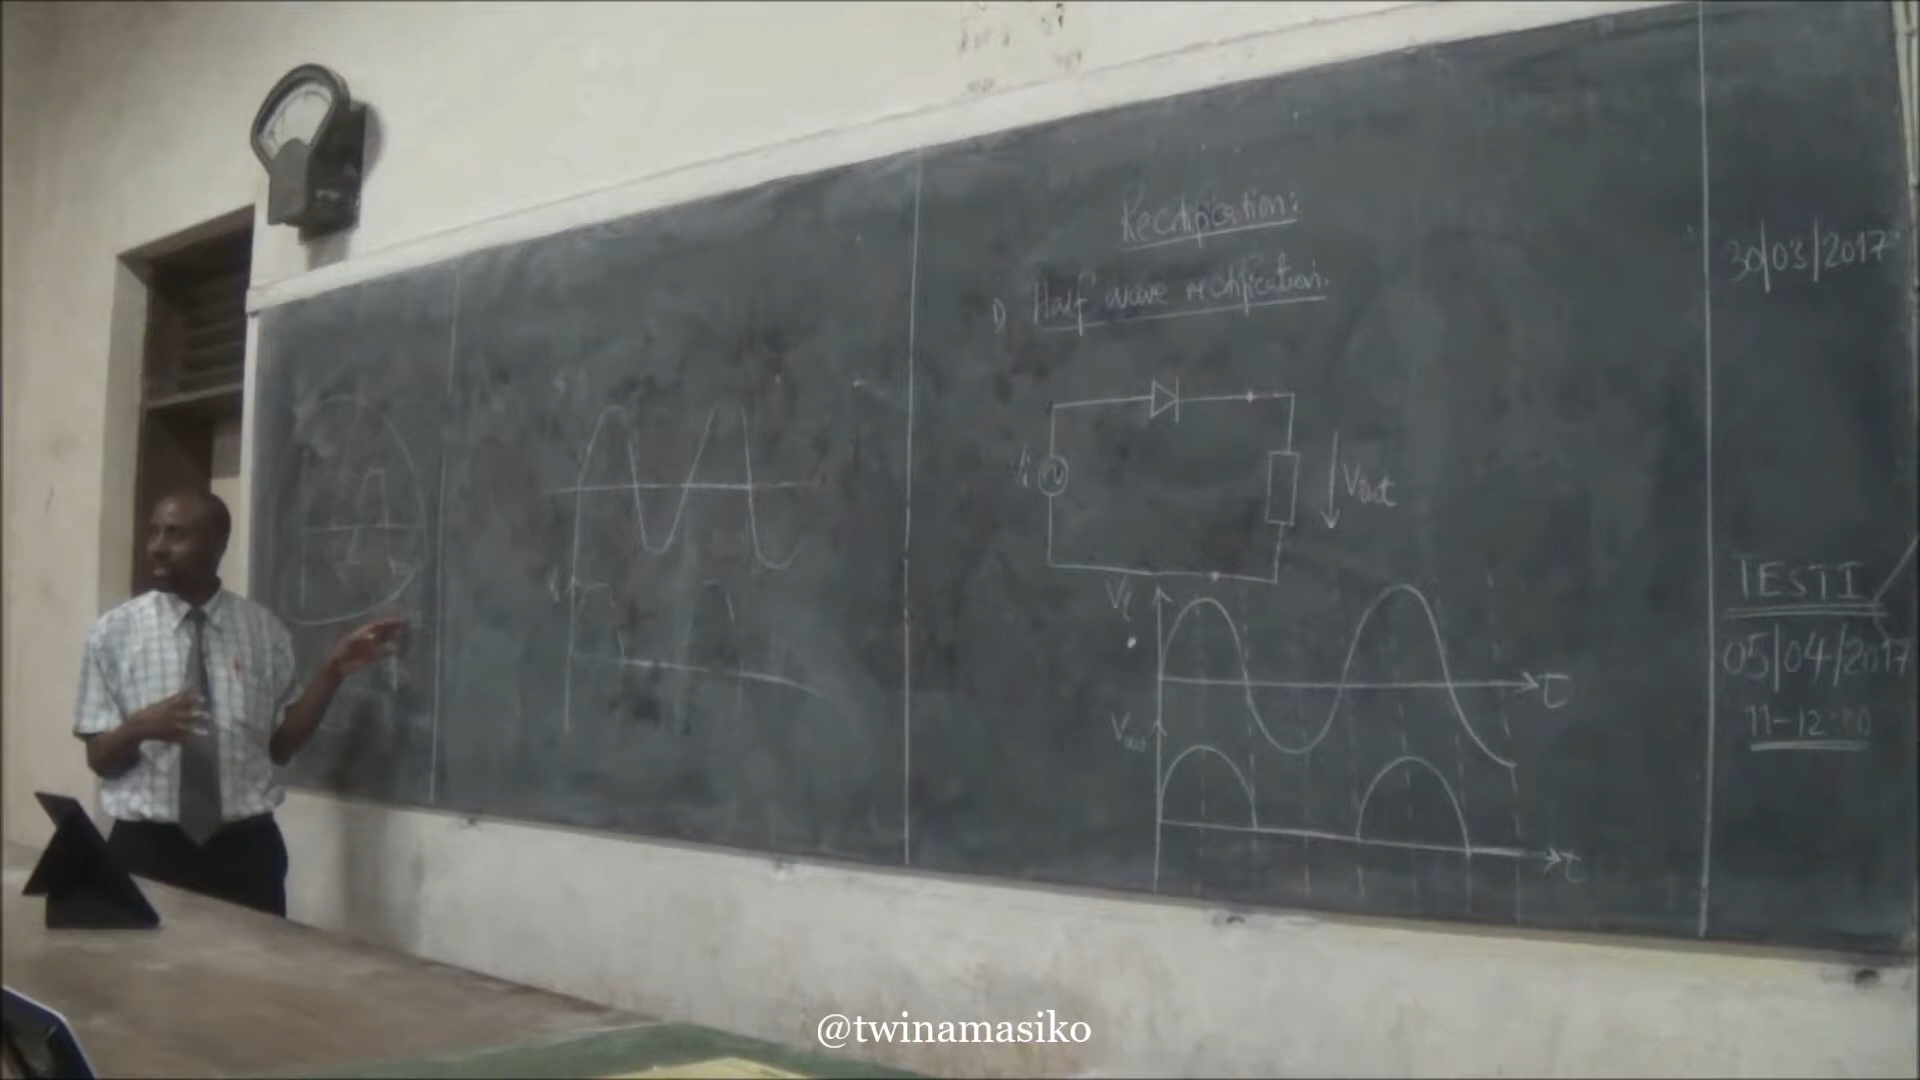 Rectification:
1) Half wave rectification.
Vi
Vout
Vi
t
Vout
t
30/03/2017
TEST I
05/04/2017
11-12:00
@twinamasiko